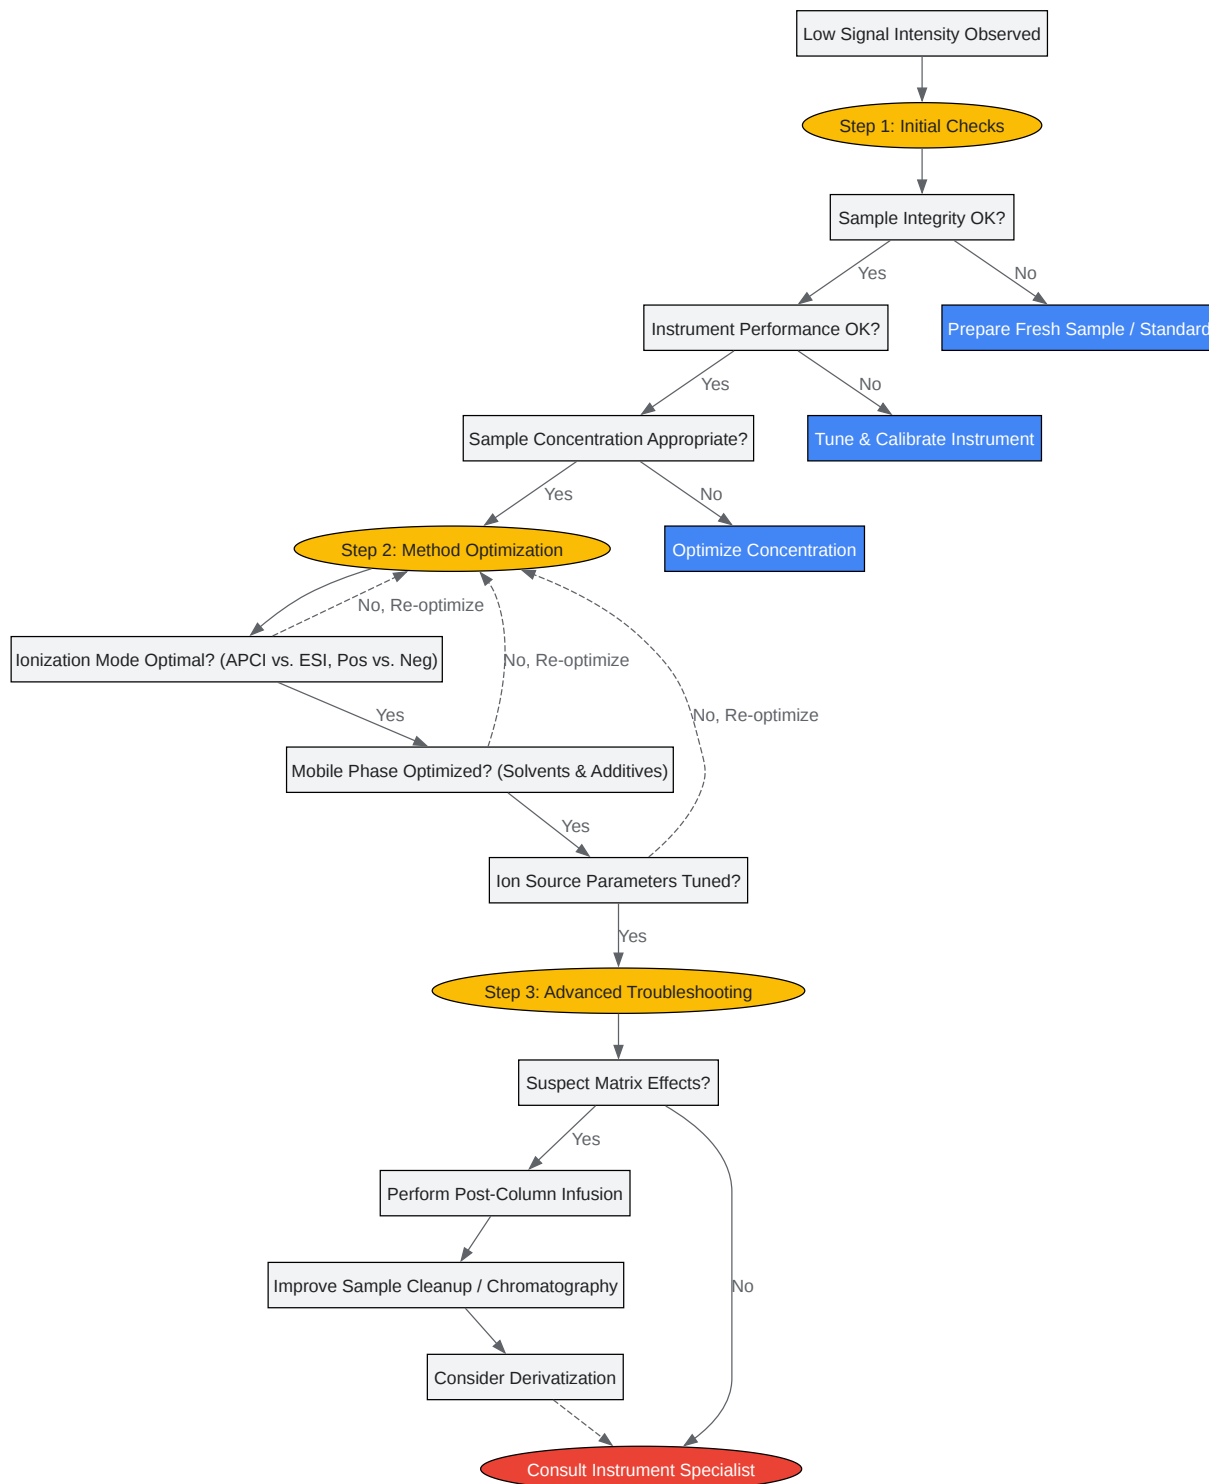 Low Signal Intensity Observed
Step 1: Initial Checks
Sample Integrity OK?
Yes
No
Instrument Performance OK?
Prepare Fresh Sample / Standard
Yes
No
Sample Concentration Appropriate?
Tune & Calibrate Instrument
Yes
No
Step 2: Method Optimization
Optimize Concentration
No, Re-optimize
Ionization Mode Optimal? (APCI vs. ESI, Pos vs. Neg)
No, Re-optimize
Yes
No, Re-optimize
Mobile Phase Optimized? (Solvents & Additives)
Yes
Ion Source Parameters Tuned?
Yes
Step 3: Advanced Troubleshooting
Suspect Matrix Effects?
Yes
Perform Post-Column Infusion
Improve Sample Cleanup / Chromatography
No
Consider Derivatization
Consult Instrument Specialist